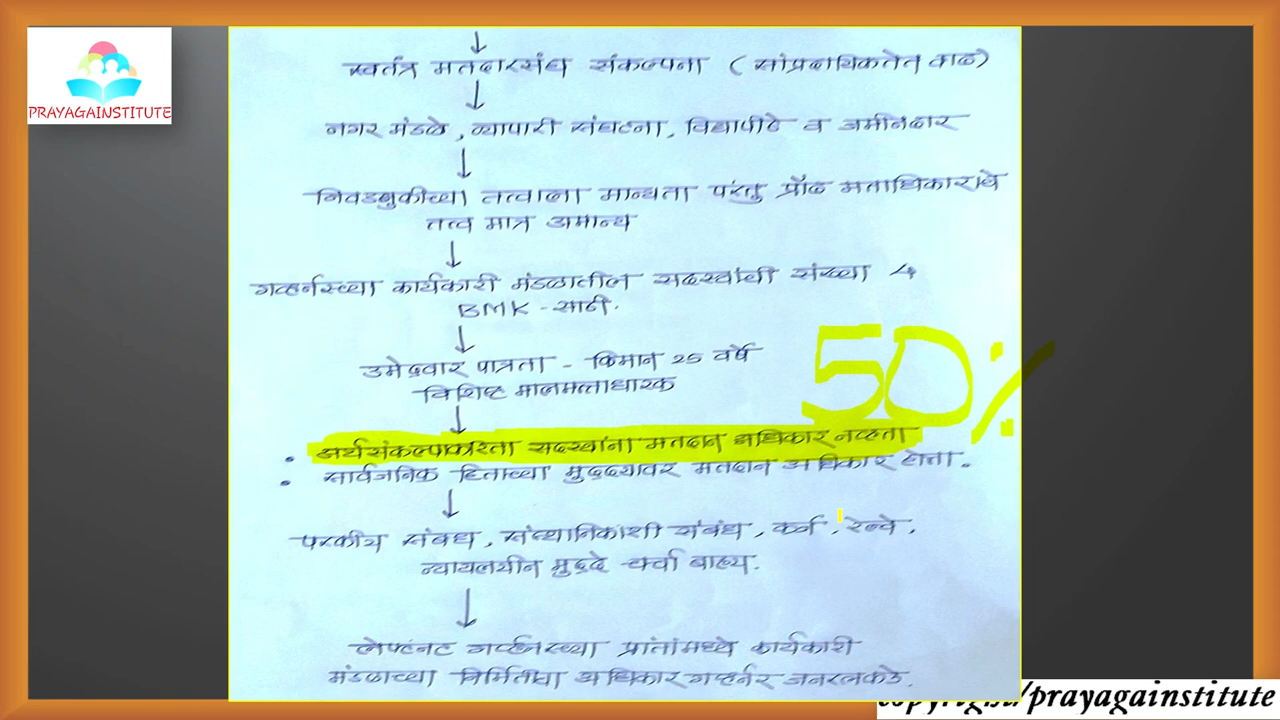 PRAYAGAINSTITUTE
स्वतंत्र मतदारसंघ संकल्पना ( सांप्रदायिकतेत वाढ)
नगर मंडळे , व्यापारी संघटना, विद्यापीठे व जमीनदार
निवडणुकीच्या तत्त्वाला मान्यता परंतु प्रौढ मताधिकाराचे
तत्त्व मात्र अमान्य
गव्हर्नरच्या कार्यकारी मंडळातील सदस्यांची संख्या 4
BMK - साठी.
उमेदवार पात्रता - किमान 25 वर्षे
विशिष्ट मालमत्ताधारक
50%
• अर्थसंकल्पाकरिता सदस्यांना मतदान अधिकार नव्हता
• सार्वजनिक हिताच्या मुद्द्यावर मतदान अधिकार होता.
परकीय संबंध, संस्थानिकाशी संबंध, कर्ज, रेल्वे,
न्यायलयीन मुद्दे चर्चा बाह्य.
लेफ्टनंट गव्हर्नरच्या प्रांतांमध्ये कार्यकारी
मंडळाच्या निर्मितीचा अधिकार गव्हर्नर जनरलकडे.
copyright/prayagainstitute